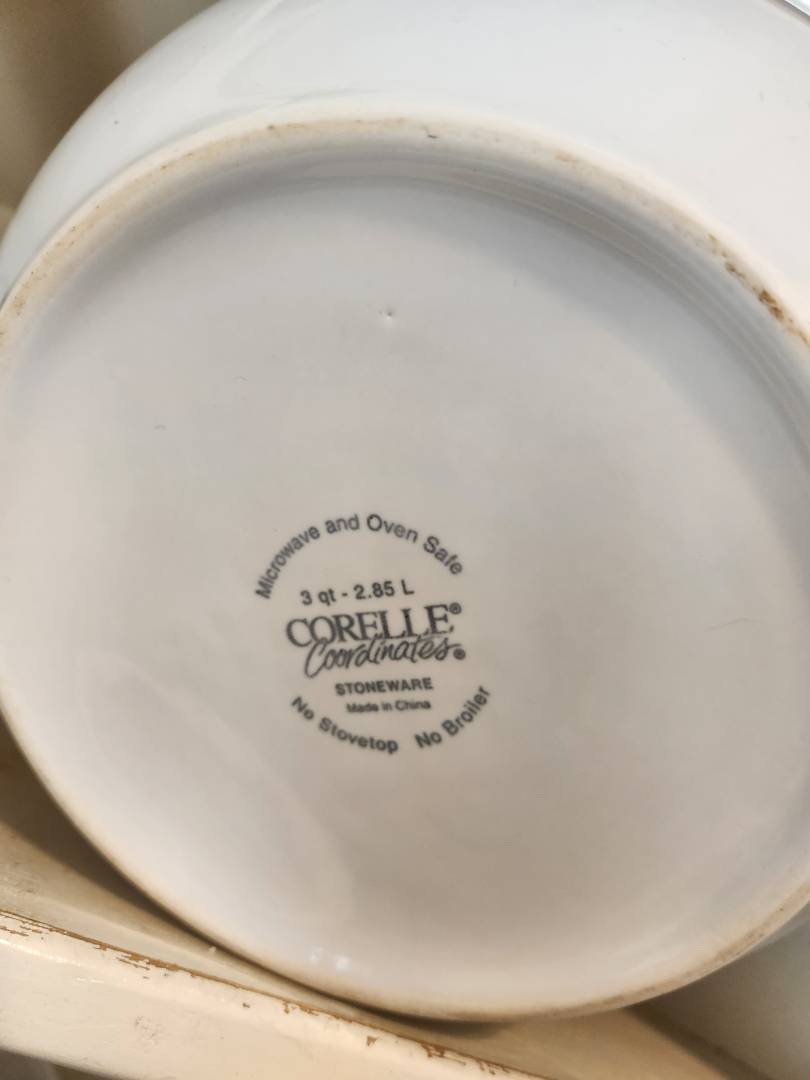 Microwave and Oven Safe
3 qt - 2.85 L
CORELLE®
Coordinates®
STONEWARE
Made in China
No Stovetop No Broiler